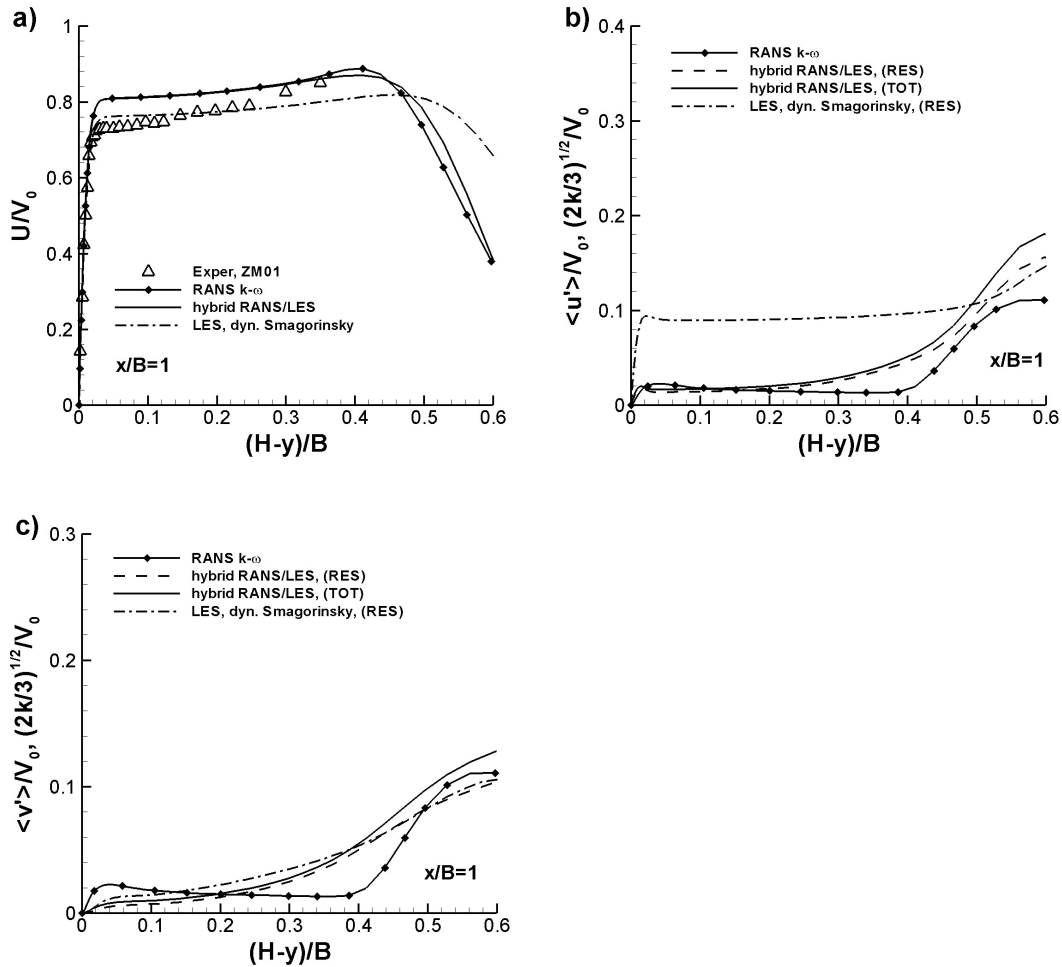 a)
1
0.8
0.6
0.4
0.2
0
U/V0
Exper, ZM01
RANS k-ω
hybrid RANS/LES
LES, dyn. Smagorinsky
x/B=1
0 0.1 0.2 0.3 0.4 0.5 0.6
(H-y)/B
b)
0.4
0.3
0.2
0.1
0
<u'>/V0, (2k/3)^1/2/V0
RANS k-ω
hybrid RANS/LES, (RES)
hybrid RANS/LES, (TOT)
LES, dyn. Smagorinsky, (RES)
x/B=1
0 0.1 0.2 0.3 0.4 0.5 0.6
(H-y)/B
c)
0.3
0.2
0.1
0
<v'>/V0, (2k/3)^1/2/V0
RANS k-ω
hybrid RANS/LES, (RES)
hybrid RANS/LES, (TOT)
LES, dyn. Smagorinsky, (RES)
x/B=1
0 0.1 0.2 0.3 0.4 0.5 0.6
(H-y)/B